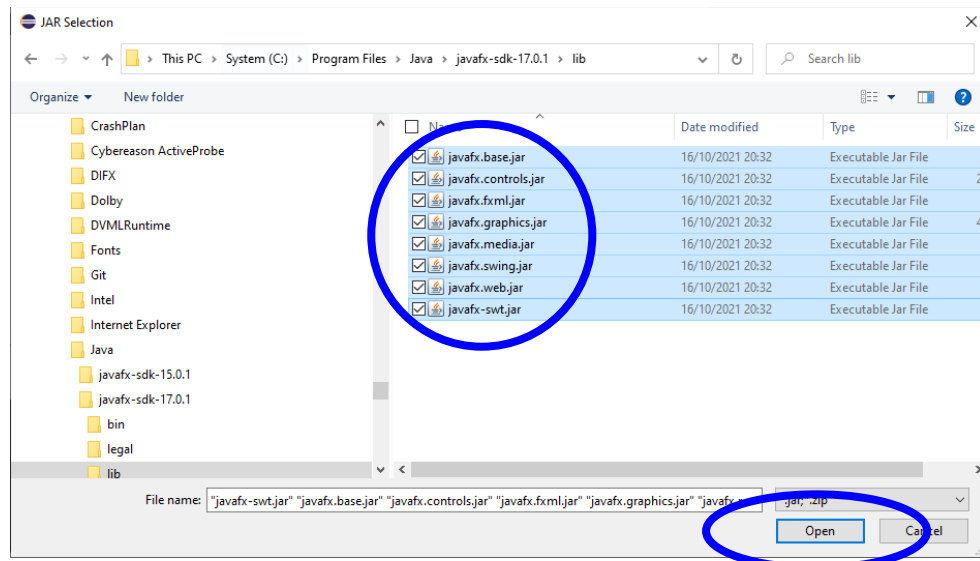 JAR Selection
This PC > System (C:) > Program Files > Java > javafx-sdk-17.0.1 > lib
Search lib
Organize New folder
CrashPlan
Cybereason ActiveProbe
DIFX
Dolby
DVMLRuntime
Fonts
Git
Intel
Internet Explorer
Java
javafx-sdk-15.0.1
javafx-sdk-17.0.1
bin
legal
lib
Date modified Type Size
javafx.base.jar 16/10/2021 20:32 Executable Jar File
javafx.controls.jar 16/10/2021 20:32 Executable Jar File
javafx.fxml.jar 16/10/2021 20:32 Executable Jar File
javafx.graphics.jar 16/10/2021 20:32 Executable Jar File
javafx.media.jar 16/10/2021 20:32 Executable Jar File
javafx.swing.jar 16/10/2021 20:32 Executable Jar File
javafx.web.jar 16/10/2021 20:32 Executable Jar File
javafx-swt.jar 16/10/2021 20:32 Executable Jar File
File name: "javafx-swt.jar" "javafx.base.jar" "javafx.controls.jar" "javafx.fxml.jar" "javafx.graphics.jar"
Open Cancel